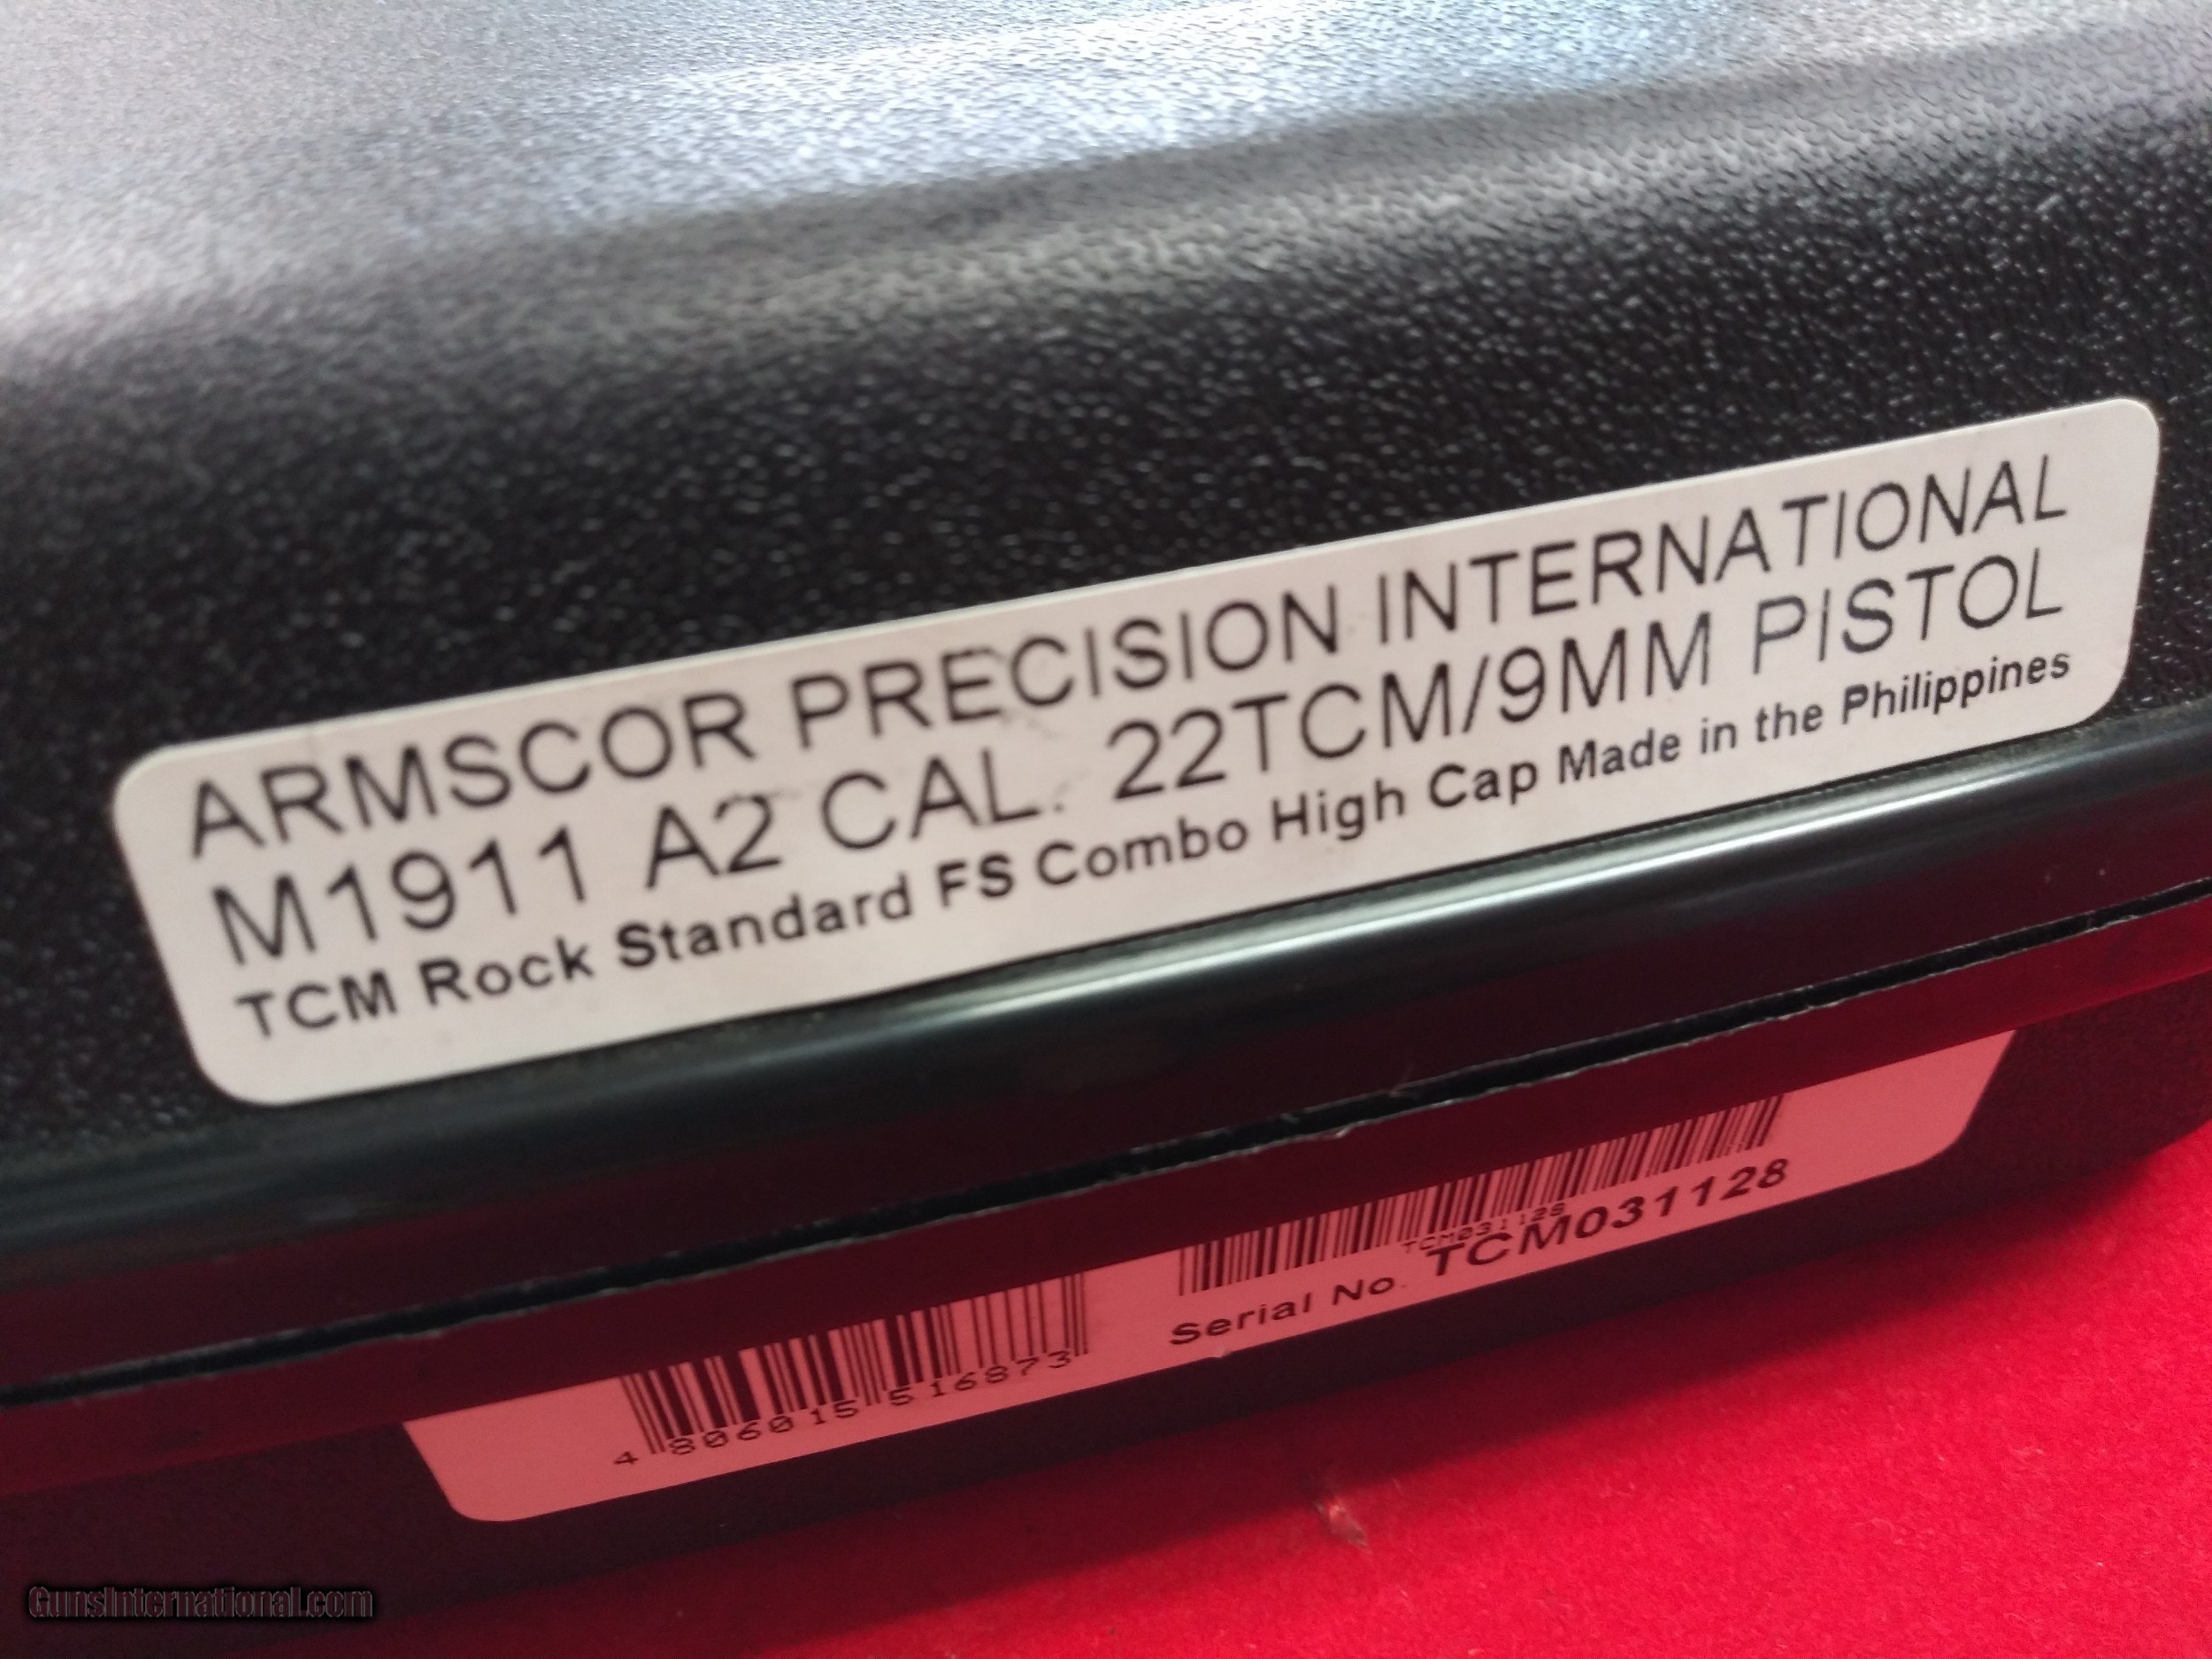 ARMSCOR PRECISION INTERNATIONAL
M1911 A2 CAL. 22TCM/9MM PISTOL
TCM Rock Standard FS Combo High Cap Made in the Philippines
TCM031128
Serial No. TCM031128
4 806015 516873
GunsInternational.com